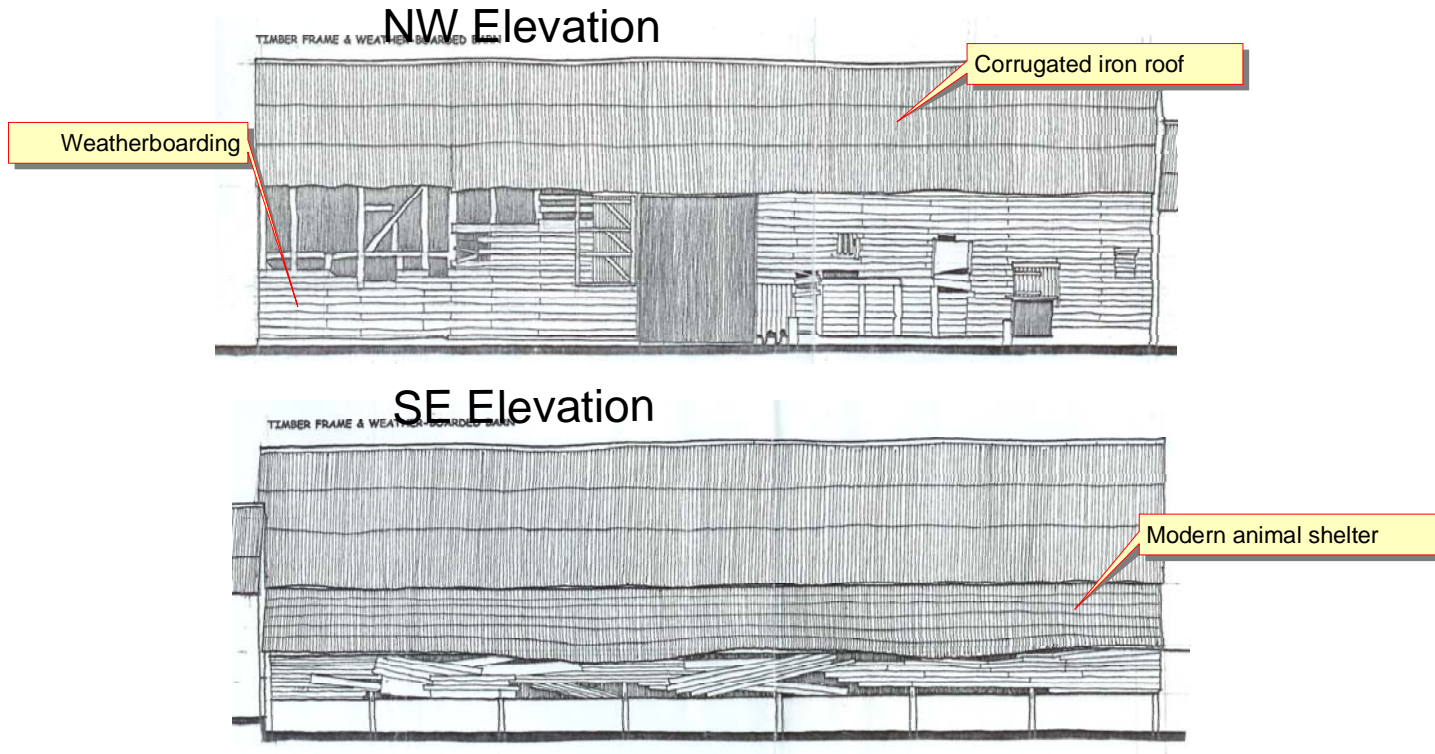 NW Elevation
TIMBER FRAME & WEATHER-BOARDED BARN
Corrugated iron roof
Weatherboarding
SE Elevation
TIMBER FRAME & WEATHER-BOARDED BARN
Modern animal shelter